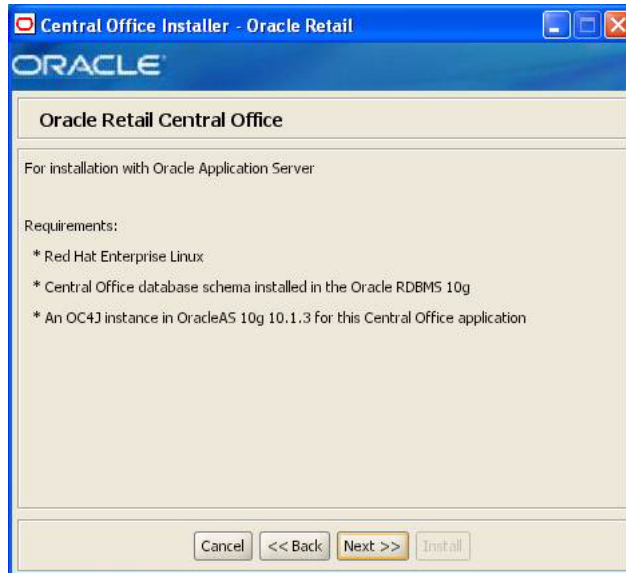 Central Office Installer - Oracle Retail
ORACLE
Oracle Retail Central Office
For installation with Oracle Application Server
Requirements:
* Red Hat Enterprise Linux
* Central Office database schema installed in the Oracle RDBMS 10g
* An OC4J instance in OracleAS 10g 10.1.3 for this Central Office application
Cancel << Back Next >> Install